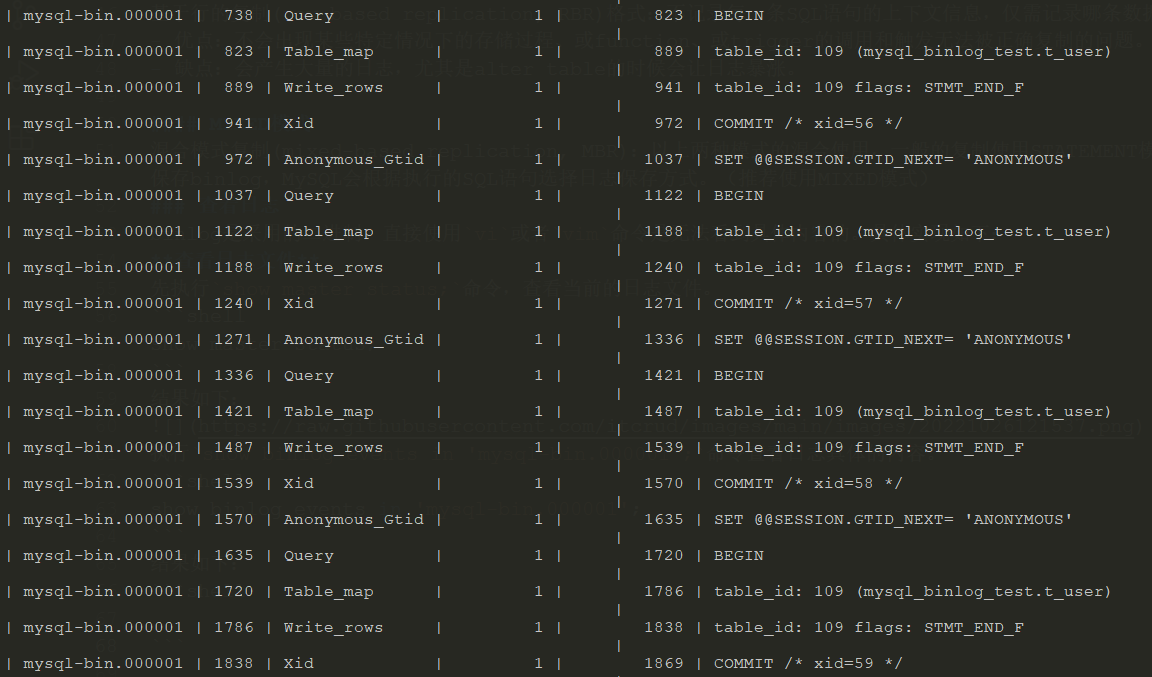 | mysql-bin.000001 | 738 | Query | 1 | 823 | BEGIN
| mysql-bin.000001 | 823 | Table_map | 1 | 889 | table_id: 109 (mysql_binlog_test.t_user)
| mysql-bin.000001 | 889 | Write_rows | 1 | 941 | table_id: 109 flags: STMT_END_F
| mysql-bin.000001 | 941 | Xid | 1 | 972 | COMMIT /* xid=56 */
| mysql-bin.000001 | 972 | Anonymous_Gtid | 1 | 1037 | SET @@SESSION.GTID_NEXT= 'ANONYMOUS'
| mysql-bin.000001 | 1037 | Query | 1 | 1122 | BEGIN
| mysql-bin.000001 | 1122 | Table_map | 1 | 1188 | table_id: 109 (mysql_binlog_test.t_user)
| mysql-bin.000001 | 1188 | Write_rows | 1 | 1240 | table_id: 109 flags: STMT_END_F
| mysql-bin.000001 | 1240 | Xid | 1 | 1271 | COMMIT /* xid=57 */
| mysql-bin.000001 | 1271 | Anonymous_Gtid | 1 | 1336 | SET @@SESSION.GTID_NEXT= 'ANONYMOUS'
| mysql-bin.000001 | 1336 | Query | 1 | 1421 | BEGIN
| mysql-bin.000001 | 1421 | Table_map | 1 | 1487 | table_id: 109 (mysql_binlog_test.t_user)
| mysql-bin.000001 | 1487 | Write_rows | 1 | 1539 | table_id: 109 flags: STMT_END_F
| mysql-bin.000001 | 1539 | Xid | 1 | 1570 | COMMIT /* xid=58 */
| mysql-bin.000001 | 1570 | Anonymous_Gtid | 1 | 1635 | SET @@SESSION.GTID_NEXT= 'ANONYMOUS'
| mysql-bin.000001 | 1635 | Query | 1 | 1720 | BEGIN
| mysql-bin.000001 | 1720 | Table_map | 1 | 1786 | table_id: 109 (mysql_binlog_test.t_user)
| mysql-bin.000001 | 1786 | Write_rows | 1 | 1838 | table_id: 109 flags: STMT_END_F
| mysql-bin.000001 | 1838 | Xid | 1 | 1869 | COMMIT /* xid=59 */